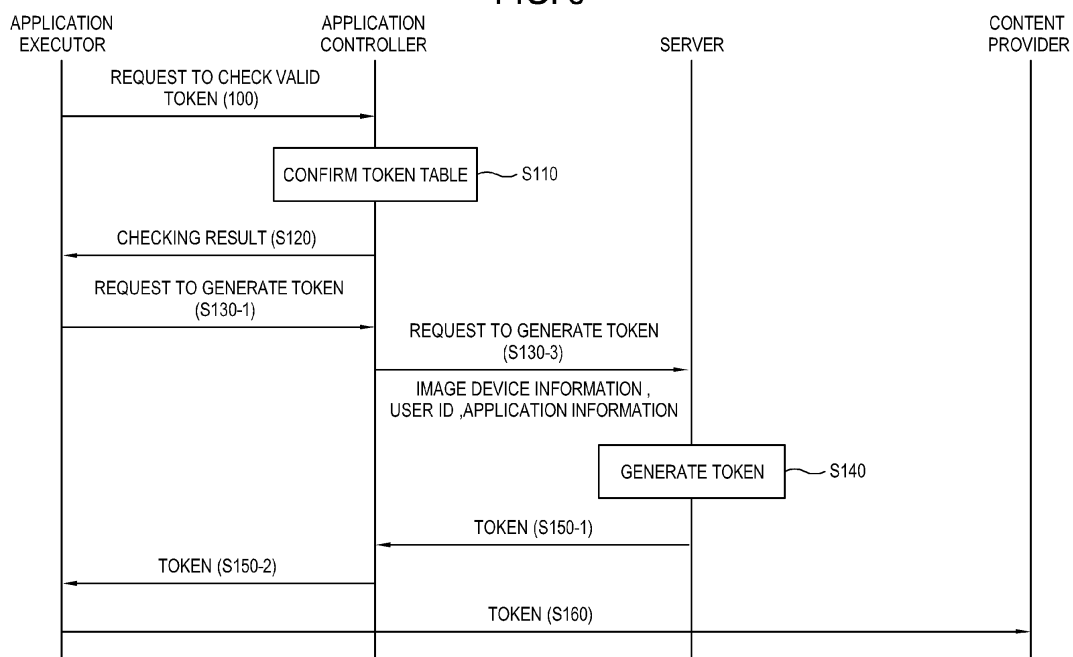 APPLICATION
EXECUTOR
APPLICATION
CONTROLLER
SERVER
CONTENT
PROVIDER
REQUEST TO CHECK VALID
TOKEN (100)
CONFIRM TOKEN TABLE
S110
CHECKING RESULT (S120)
REQUEST TO GENERATE TOKEN
(S130-1)
REQUEST TO GENERATE TOKEN
(S130-3)
IMAGE DEVICE INFORMATION ,
USER ID ,APPLICATION INFORMATION
GENERATE TOKEN
S140
TOKEN (S150-1)
TOKEN (S150-2)
TOKEN (S160)